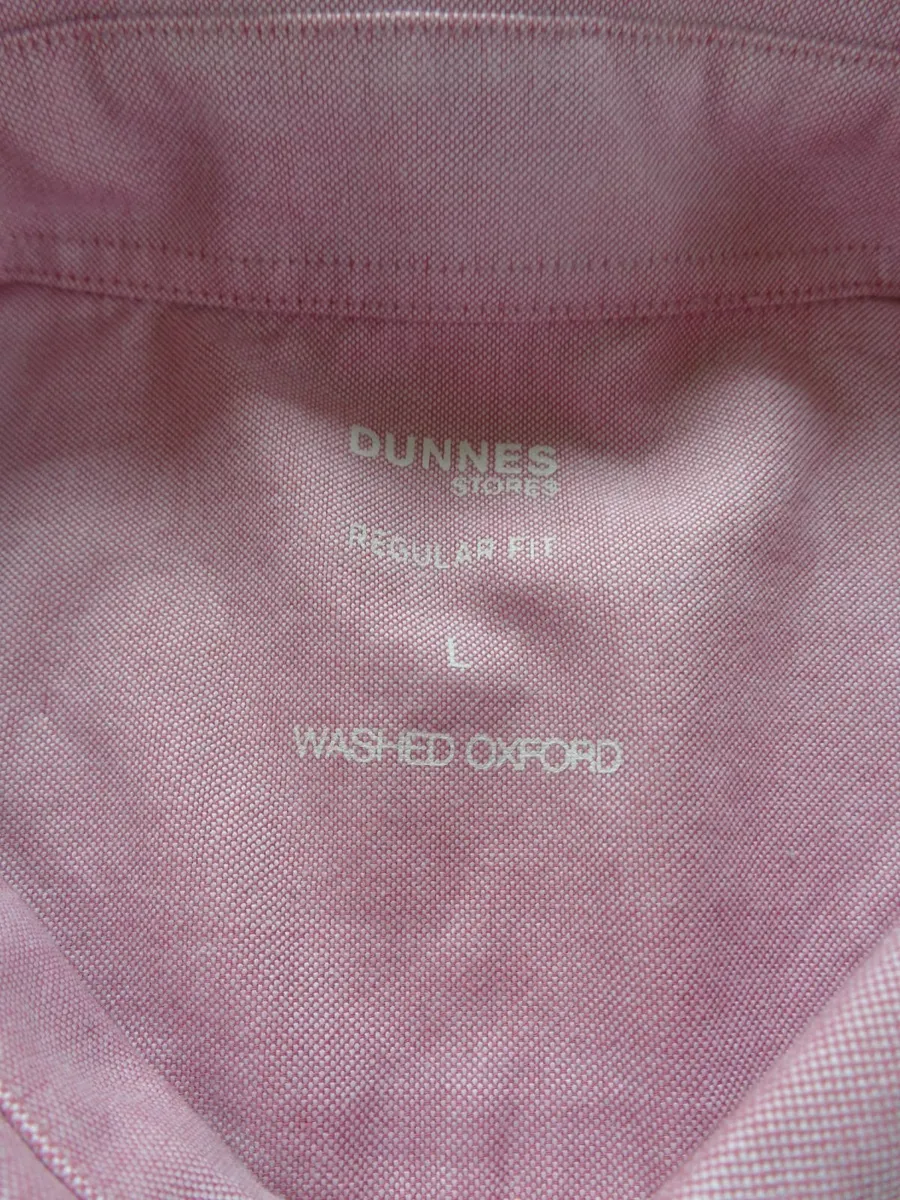 DUNNES
STORES
REGULAR FIT
L
WASHED OXFORD